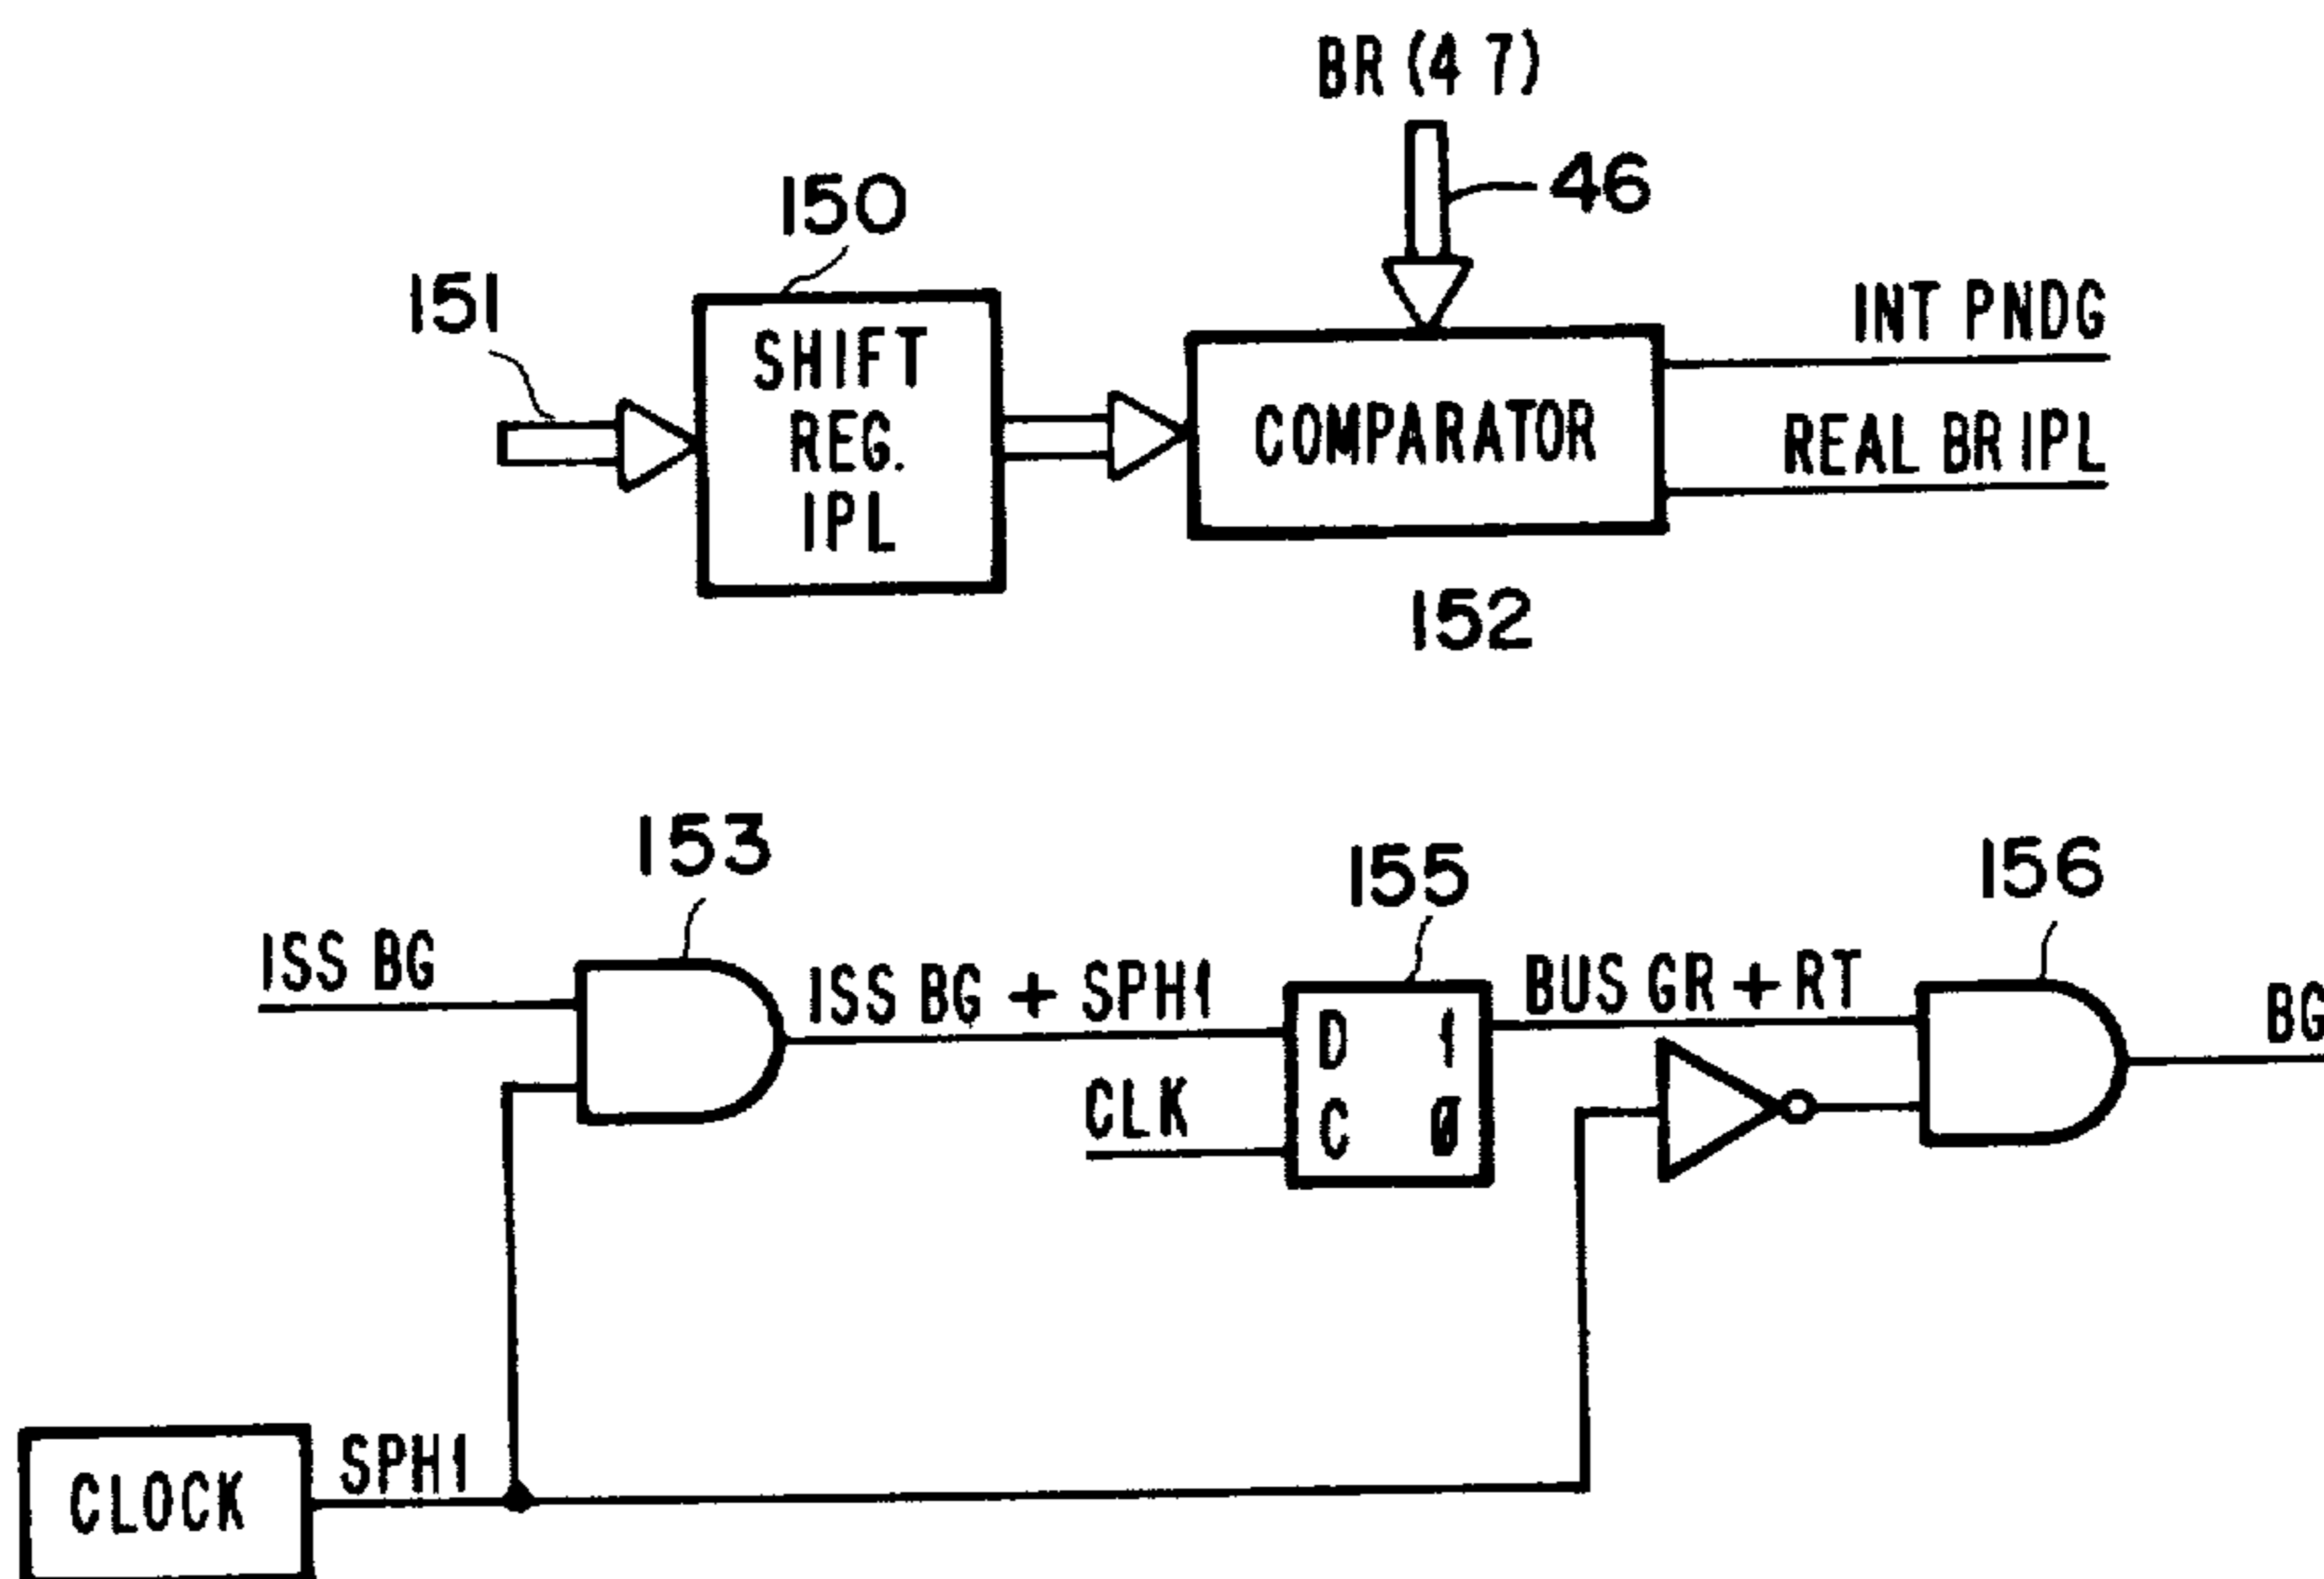 BR (4 7)
46
150
151
SHIFT
REG.
IPL
COMPARATOR
INT PNDG
REAL BR IPL
152
153
155
156
ISS BG
ISS BG + SPH1
BUS GR + RT
BG
D 1
CLK
C 0
SPH1
CLOCK